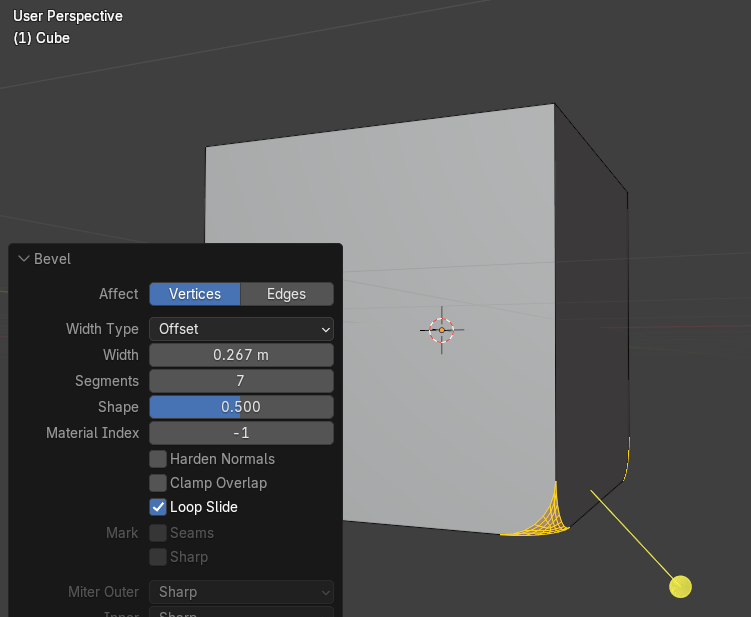 User Perspective
(1) Cube
Bevel
Affect Vertices Edges
Width Type Offset
Width 0.267 m
Segments 7
Shape 0.500
Material Index -1
Harden Normals
Clamp Overlap
Loop Slide
Mark Seams
Sharp
Miter Outer Sharp
Inner Sharp